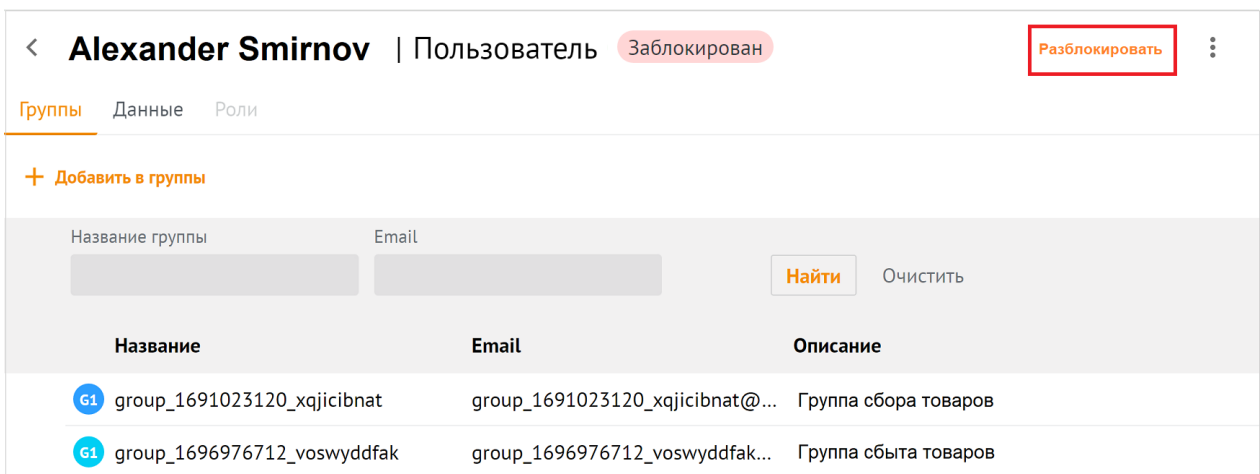 Alexander Smirnov | Пользователь Заблокирован Разблокировать
Группы Данные Роли
+ Добавить в группы
Название группы Email
Найти Очистить
Название Email Описание
G1 group_1691023120_xqjicibnat group_1691023120_xqjicibnat@... Группа сбора товаров
G1 group_1696976712_voswyddfak group_1696976712_voswyddfak... Группа сбыта товаров